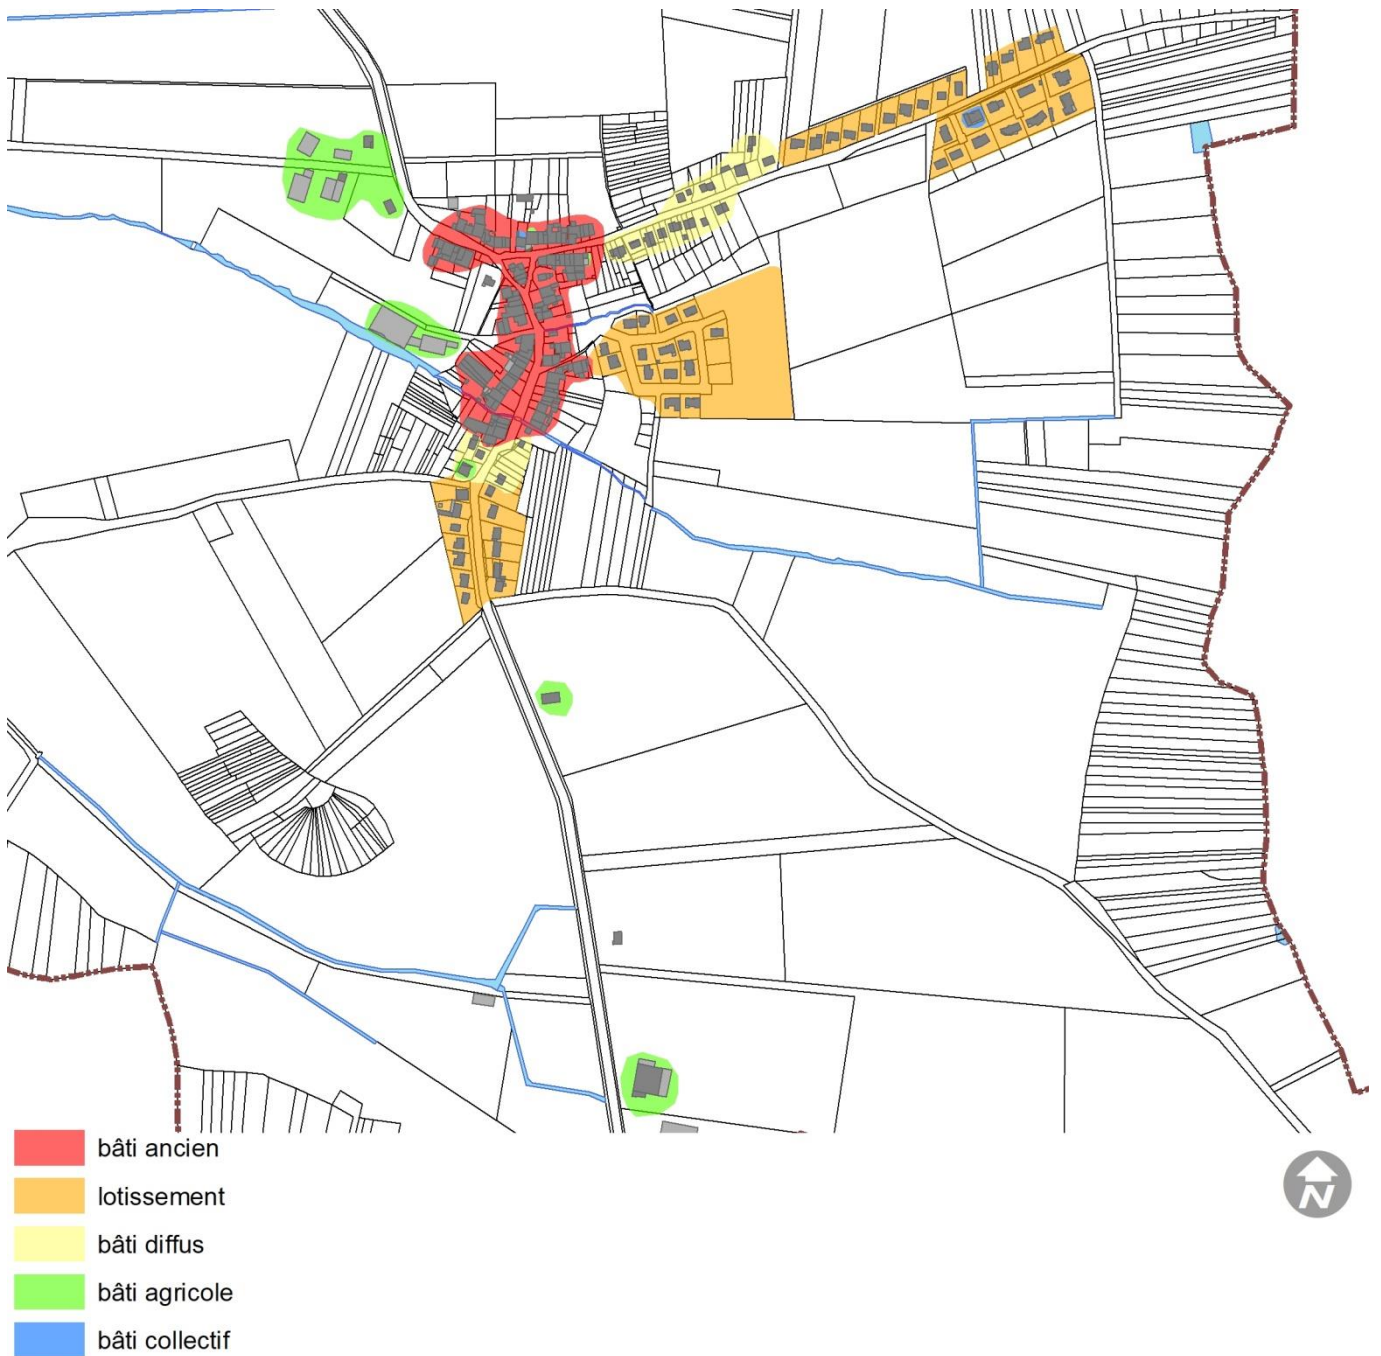 bâti ancien
lotissement
bâti diffus
bâti agricole
bâti collectif
N